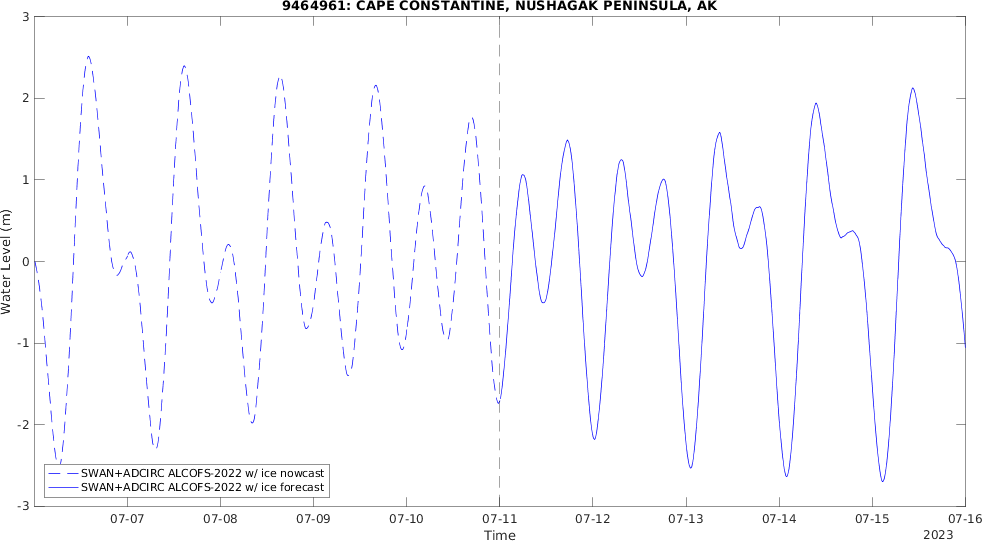 9464961: CAPE CONSTANTINE, NUSHAGAK PENINSULA, AK
3
2
1
0
-1
-2
-3
Water Level (m)
SWAN+ADCIRC ALCOFS-2022 w/ ice nowcast
SWAN+ADCIRC ALCOFS-2022 w/ ice forecast
07-07 07-08 07-09 07-10 07-11 07-12 07-13 07-14 07-15 07-16
Time
2023